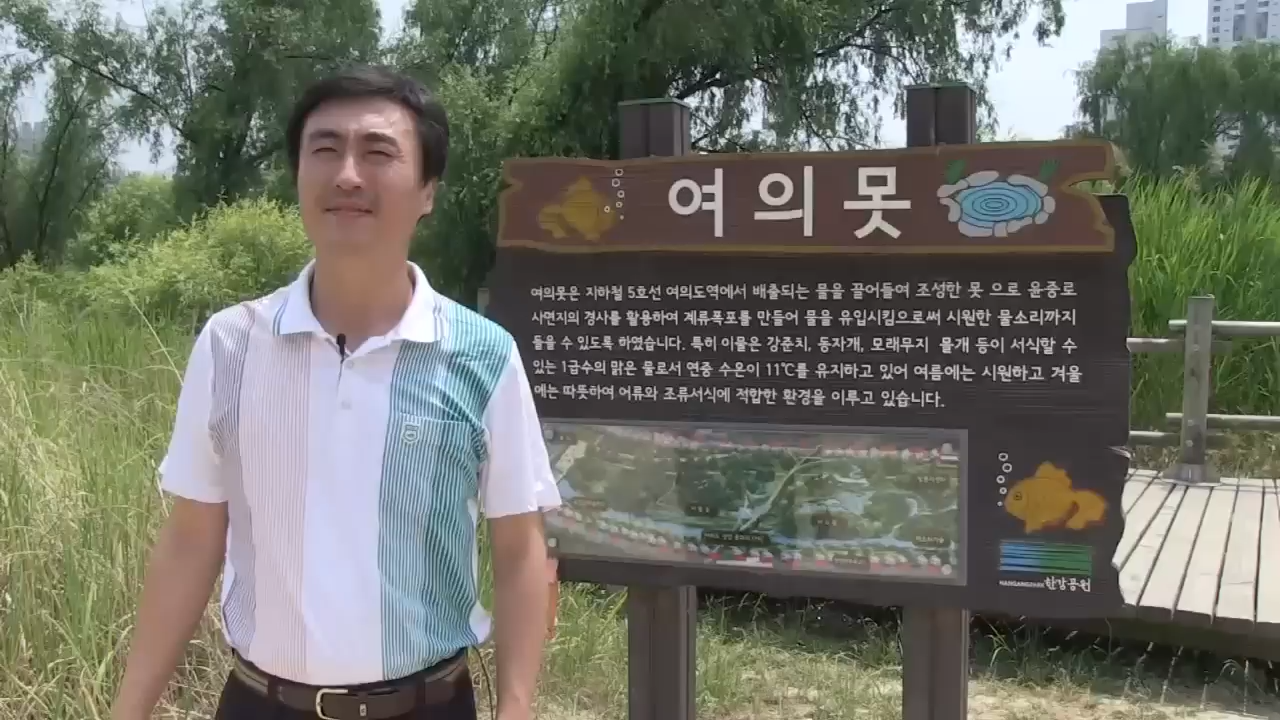 여의못
여의못은 지하철 5호선 여의도역에서 배출되는 물을 끌어들여 조성한 못 으로 윤중로
사면지의 경사를 활용하여 계류폭포를 만들어 물을 유입시킴으로써 시원한 물소리까지
들을 수 있도록 하였습니다. 특히 이물은 강준치, 동자개, 모래무지 물개 등이 서식할 수
있는 1급수의 맑은 물로서 연중 수온이 11℃를 유지하고 있어 여름에는 시원하고 겨울
에는 따뜻하여 어류와 조류서식에 적합한 환경을 이루고 있습니다.
HANGANG PARK 한강공원